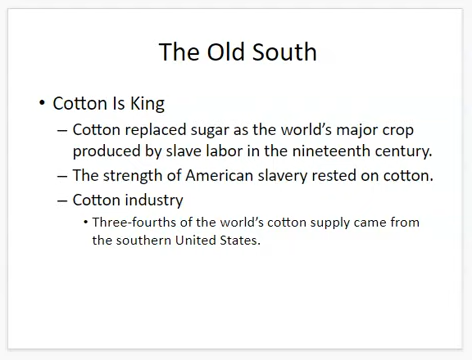 The Old South
• Cotton Is King
– Cotton replaced sugar as the world's major crop
produced by slave labor in the nineteenth century.
– The strength of American slavery rested on cotton.
– Cotton industry
• Three-fourths of the world's cotton supply came from
the southern United States.